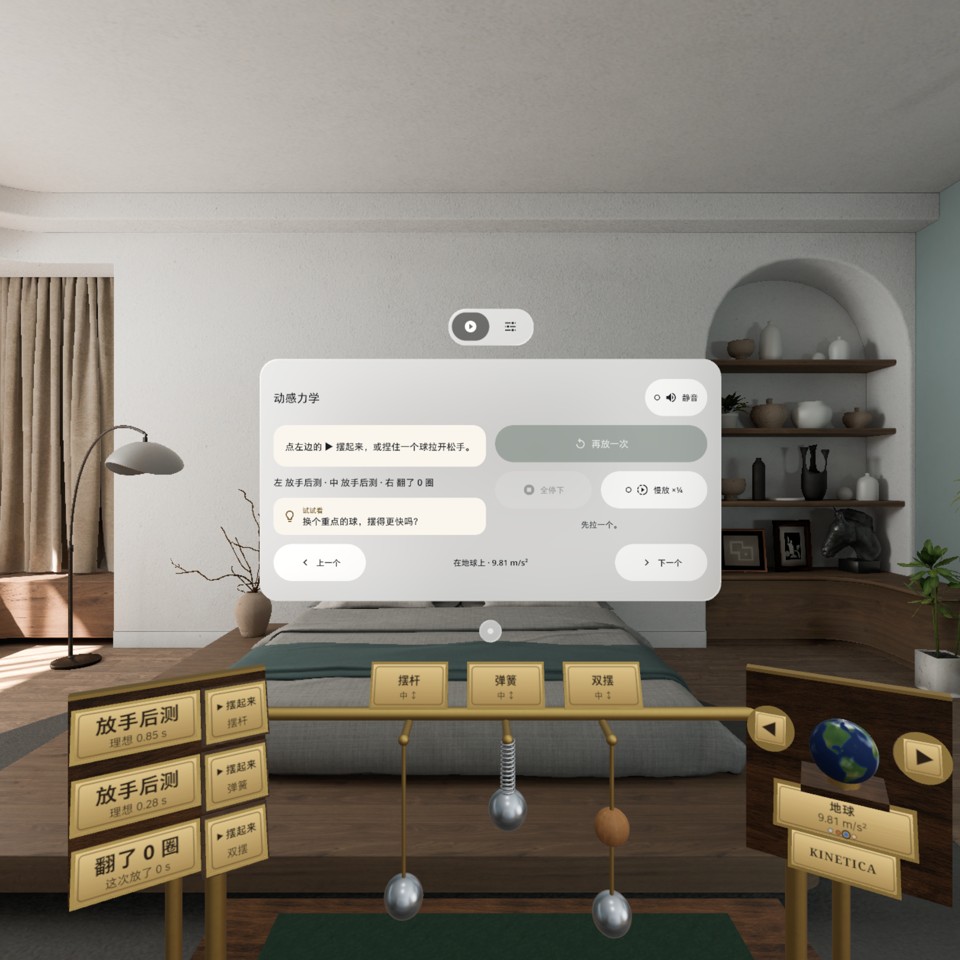 动感力学
静音
点左边的 ▶ 摆起来，或捏住一个球拉开松手。
再放一次
左 放手后测 · 中 放手后测 · 右 翻了 0 圈
全停下
慢放 ×¼
试试看
换个重点的球，摆得更快吗？
先拉一个。
上一个
在地球上 · 9.81 m/s²
下一个
摆杆
中 ↕
弹簧
中 ↕
双摆
中 ↕
放手后测
理想 0.85 s
▶ 摆起来
摆杆
放手后测
理想 0.28 s
▶ 摆起来
弹簧
翻了 0 圈
这次放了 0 s
▶ 摆起来
双摆
地球
9.81 m/s²
KINETICA